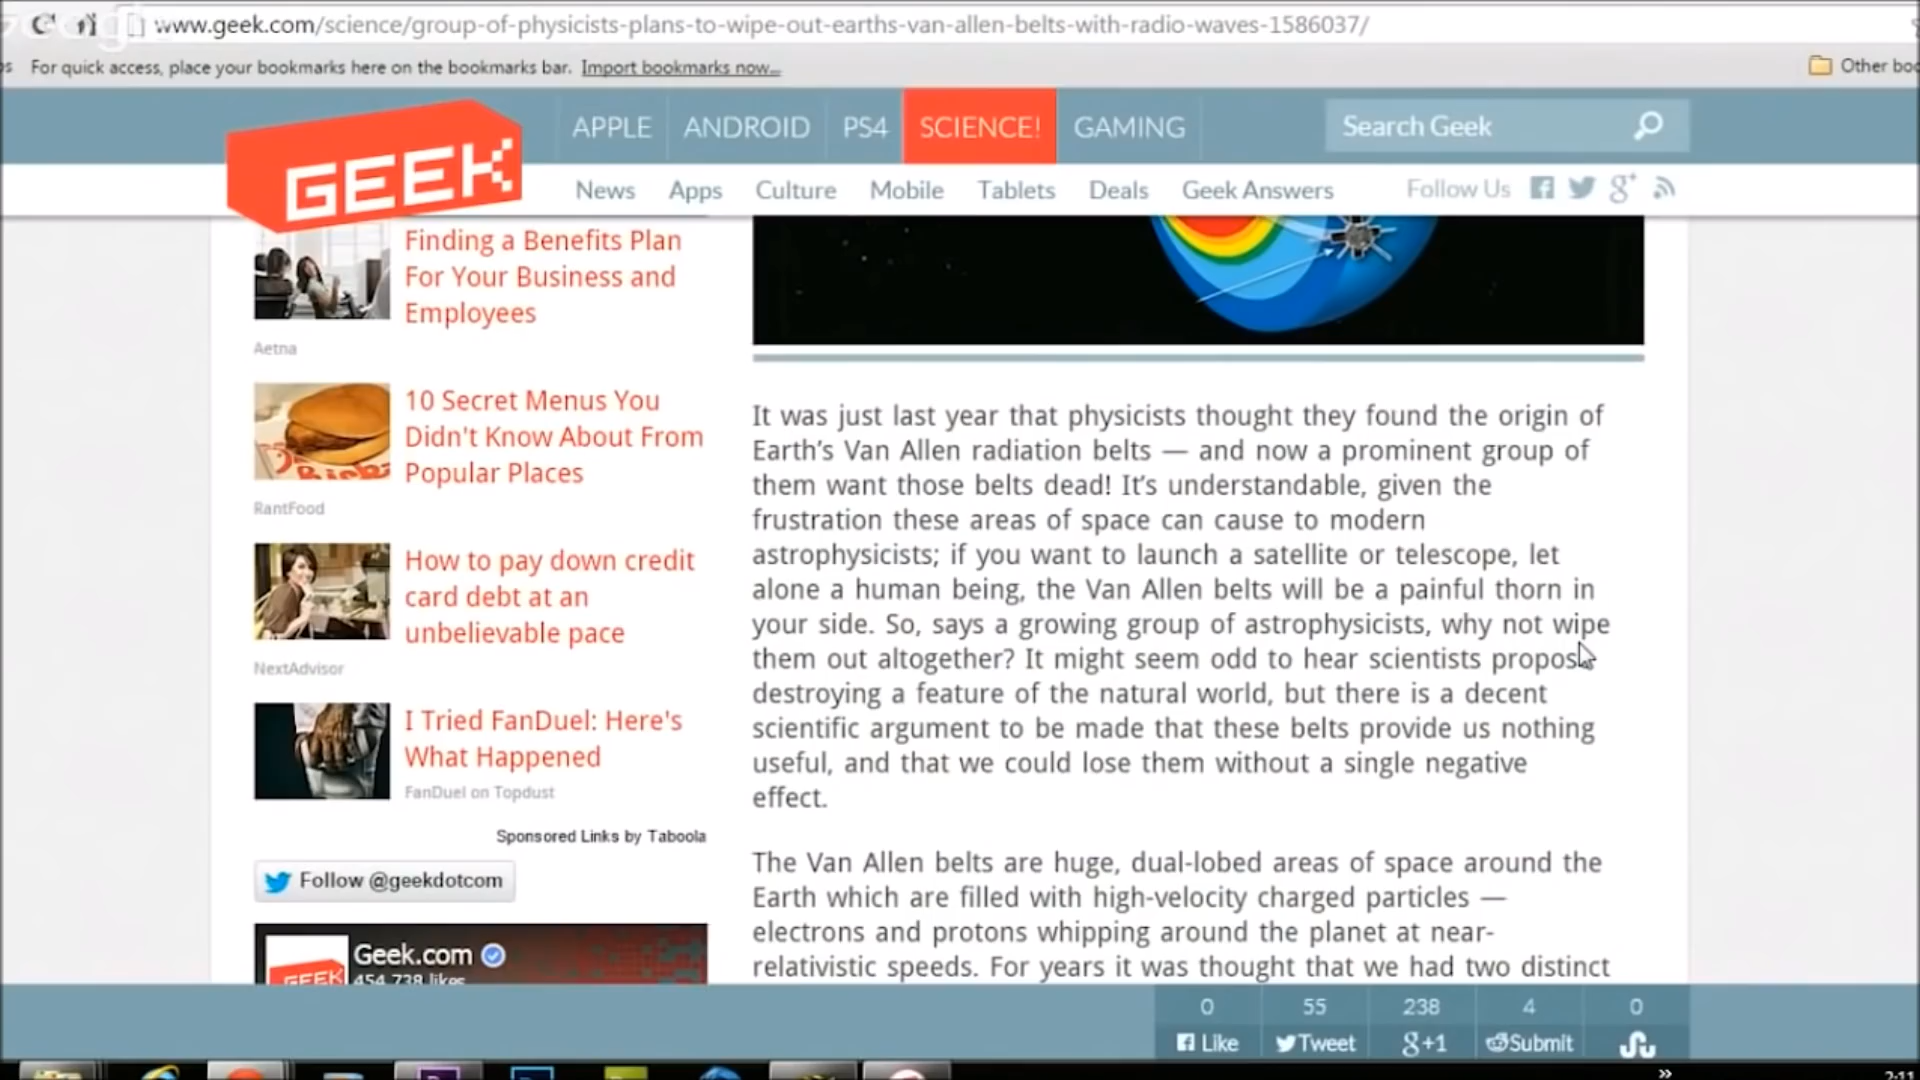 www.geek.com/science/group-of-physicists-plans-to-wipe-out-earths-van-allen-belts-with-radio-waves-1586037/
For quick access, place your bookmarks here on the bookmarks bar. Import bookmarks now...
Other boo
GEEK
APPLE ANDROID PS4 SCIENCE! GAMING
Search Geek
News Apps Culture Mobile Tablets Deals Geek Answers Follow Us
Finding a Benefits Plan
For Your Business and
Employees
Aetna
10 Secret Menus You
Didn't Know About From
Popular Places
RantFood
How to pay down credit
card debt at an
unbelievable pace
NextAdvisor
I Tried FanDuel: Here's
What Happened
FanDuel on Topdust
Sponsored Links by Taboola
Follow @geekdotcom
Geek.com
454,738 likes
GEEK
It was just last year that physicists thought they found the origin of
Earth's Van Allen radiation belts — and now a prominent group of
them want those belts dead! It's understandable, given the
frustration these areas of space can cause to modern
astrophysicists; if you want to launch a satellite or telescope, let
alone a human being, the Van Allen belts will be a painful thorn in
your side. So, says a growing group of astrophysicists, why not wipe
them out altogether? It might seem odd to hear scientists propose
destroying a feature of the natural world, but there is a decent
scientific argument to be made that these belts provide us nothing
useful, and that we could lose them without a single negative
effect.
The Van Allen belts are huge, dual-lobed areas of space around the
Earth which are filled with high-velocity charged particles —
electrons and protons whipping around the planet at near-
relativistic speeds. For years it was thought that we had two distinct
0 55 238 4 0
Like Tweet g+1 Submit
2:11